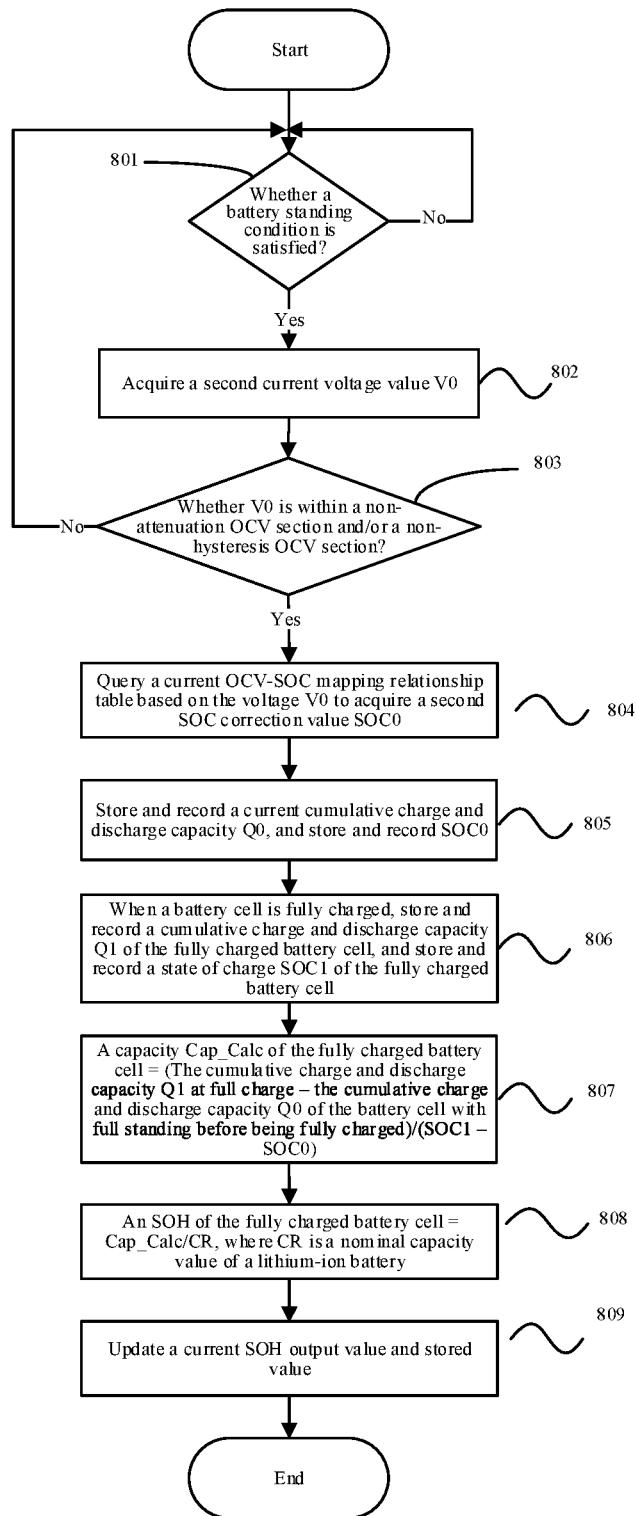 Start
801
Whether a
battery standing
condition is
satisfied?
No
Yes
Acquire a second current voltage value V0
802
803
Whether V0 is within a non-
attenuation OCV section and/or a non-
hysteresis OCV section?
No
Yes
Query a current OCV-SOC mapping relationship
table based on the voltage V0 to acquire a second
SOC correction value SOC0
804
Store and record a current cumulative charge and
discharge capacity Q0, and store and record SOC0
805
When a battery cell is fully charged, store and
record a cumulative charge and discharge capacity
Q1 of the fully charged battery cell, and store and
record a state of charge SOC1 of the fully charged
battery cell
806
A capacity Cap_Calc of the fully charged battery
cell = (The cumulative charge and discharge
capacity Q1 at full charge – the cumulative charge
and discharge capacity Q0 of the battery cell with
full standing before being fully charged)/(SOC1 –
SOC0)
807
An SOH of the fully charged battery cell =
Cap_Calc/CR, where CR is a nominal capacity
value of a lithium-ion battery
808
Update a current SOH output value and stored
value
809
End